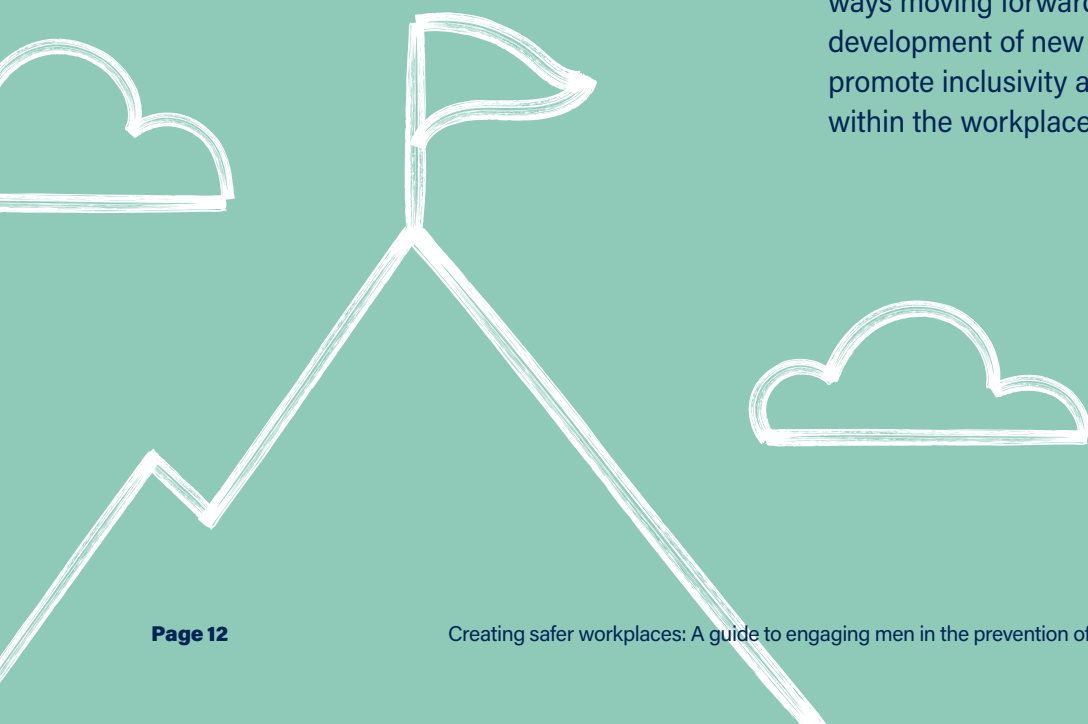 ways moving forward
development of new
promote inclusivity a
within the workplace
Page 12
Creating safer workplaces: A guide to engaging men in the prevention of